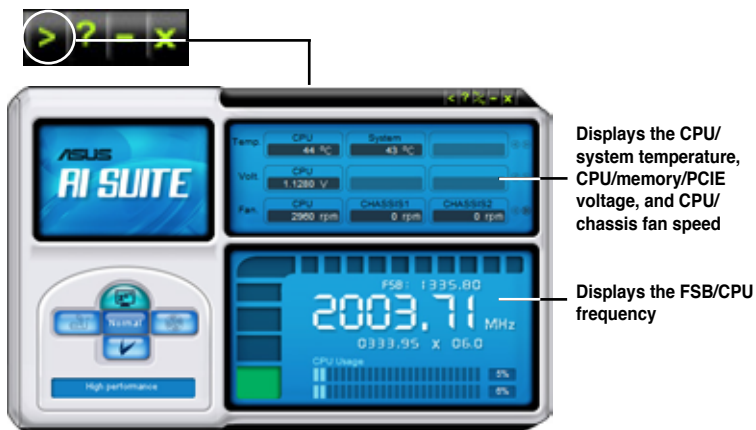 > ? - x
< ? - x
ASUS
AI SUITE
Temp. CPU System
44 ºC 43 ºC
Volt. CPU
1.1280 V
Fan. CPU CHASSIS1 CHASSIS2
2960 rpm 0 rpm 0 rpm
Displays the CPU/
system temperature,
CPU/memory/PCIE
voltage, and CPU/
chassis fan speed
FSB: 1335.80
2003.71 MHz
0333.95 x 06.0
CPU Usage
5%
6%
Displays the FSB/CPU
frequency
Normal
High performance